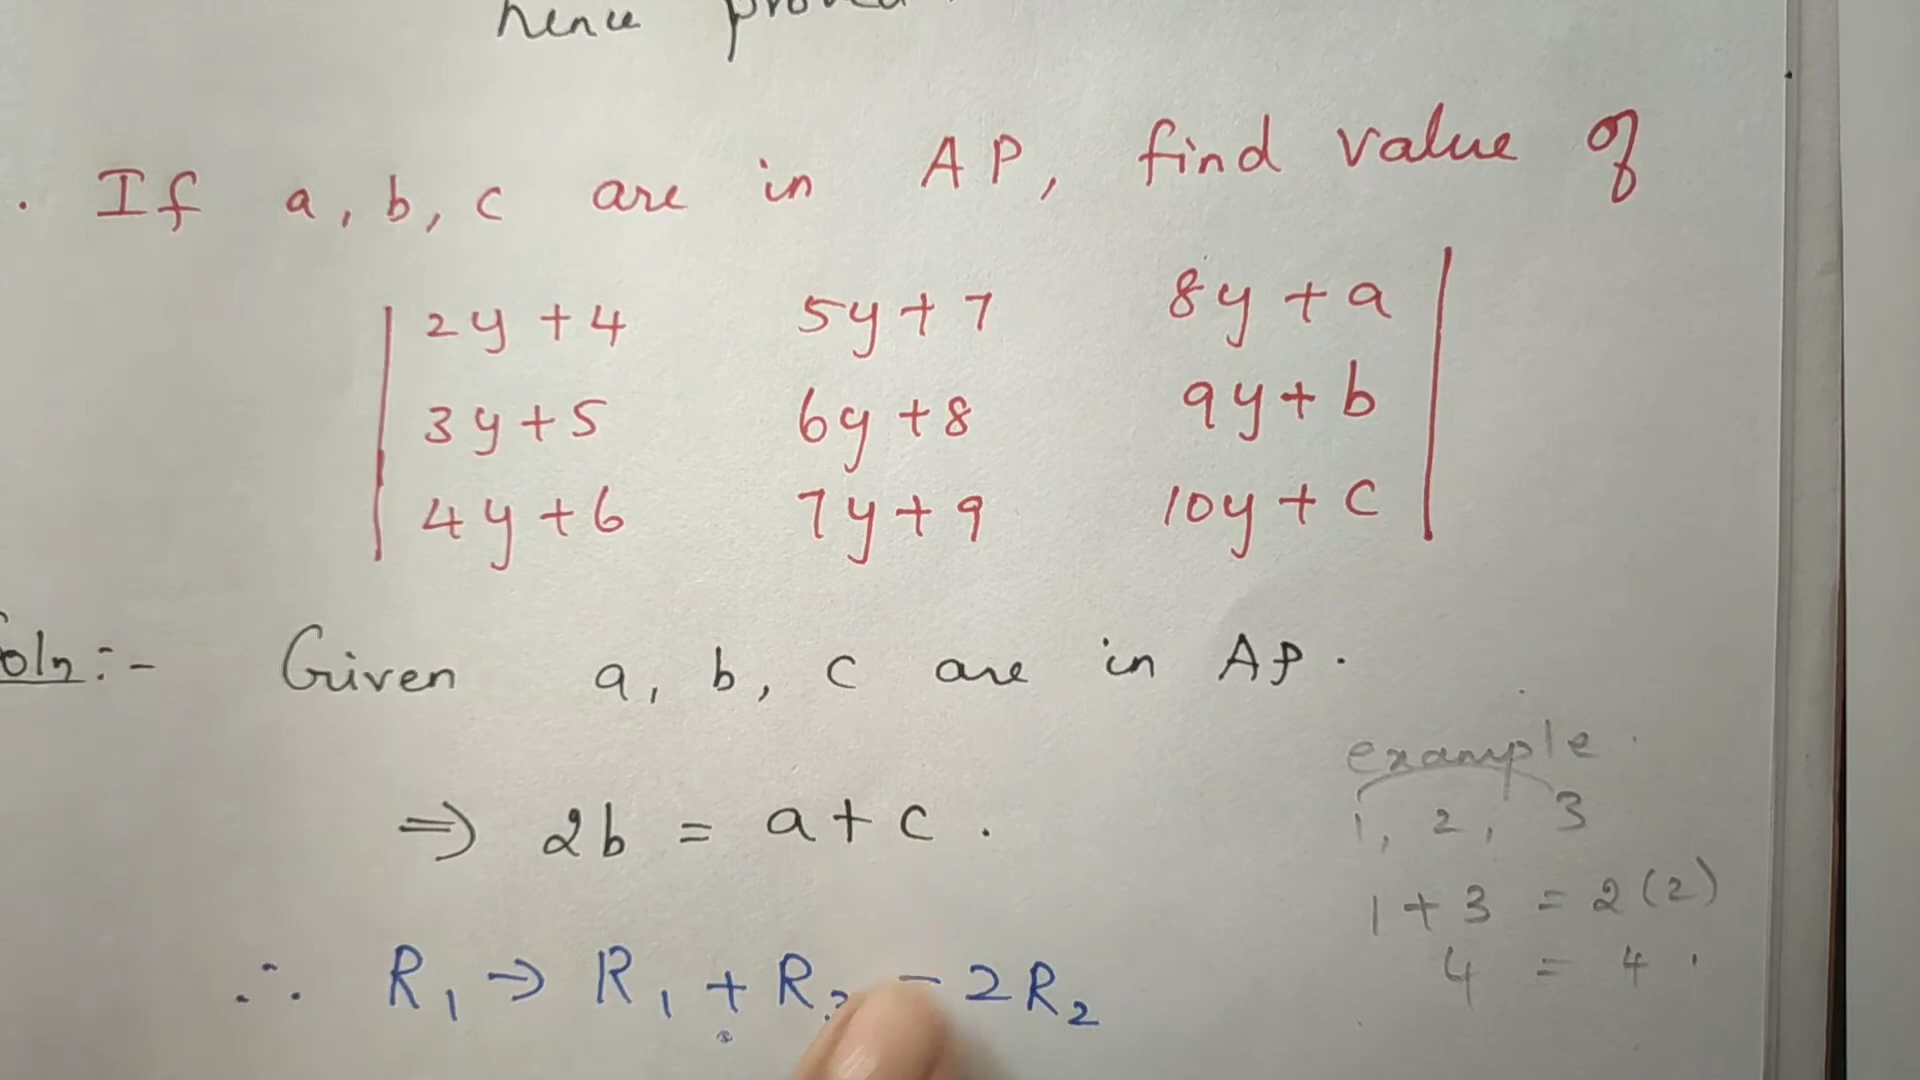 hence
. If a, b, c are in AP, find value of
2y + 4 5y + 7 8y + a
3y + 5 6y + 8 9y + b
4y + 6 7y + 9 10y + c
Given a, b, c are in AP.
example.
⇒ 2b = a + c.
1, 2, 3
1 + 3 = 2(2)
4 = 4.
∴ R₁ → R₁ + R − 2R₂